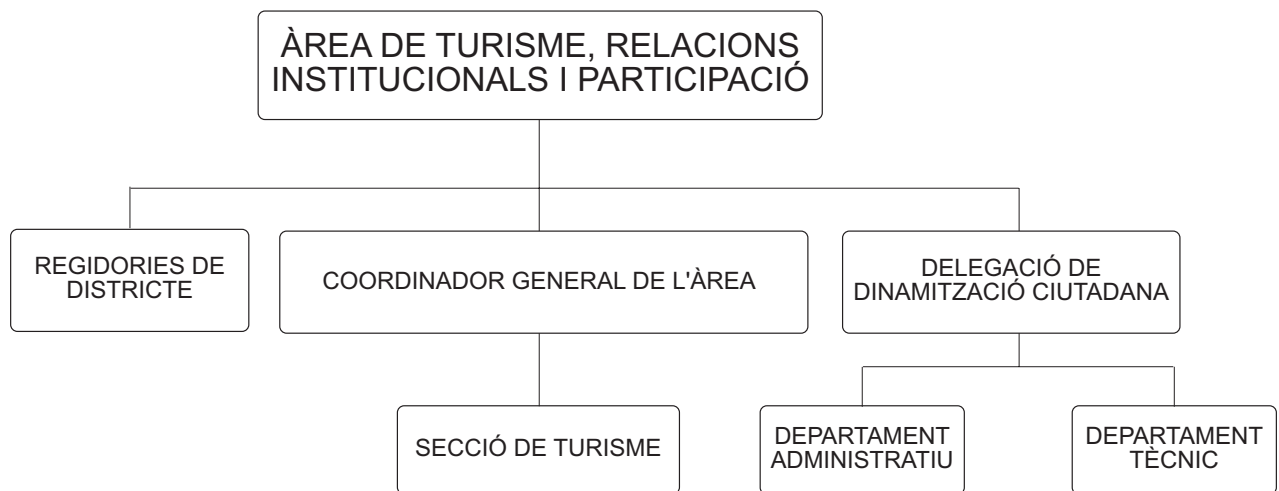 ÀREA DE TURISME, RELACIONS
INSTITUCIONALS I PARTICIPACIÓ
REGIDORIES DE
DISTRICTE
COORDINADOR GENERAL DE L'ÀREA
DELEGACIÓ DE
DINAMITZACIÓ CIUTADANA
SECCIÓ DE TURISME
DEPARTAMENT
ADMINISTRATIU
DEPARTAMENT
TÈCNIC